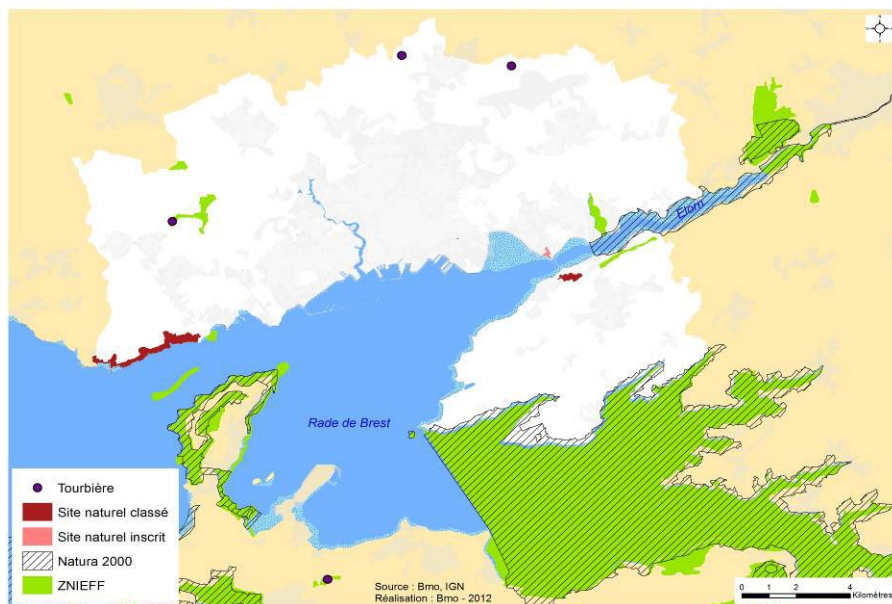 Elorn
Rade de Brest
Tourbière
Site naturel classé
Site naturel inscrit
Natura 2000
ZNIEFF
Source : Bmo, IGN
Réalisation : Bmo - 2012
0 1 2 4
Kilomètres